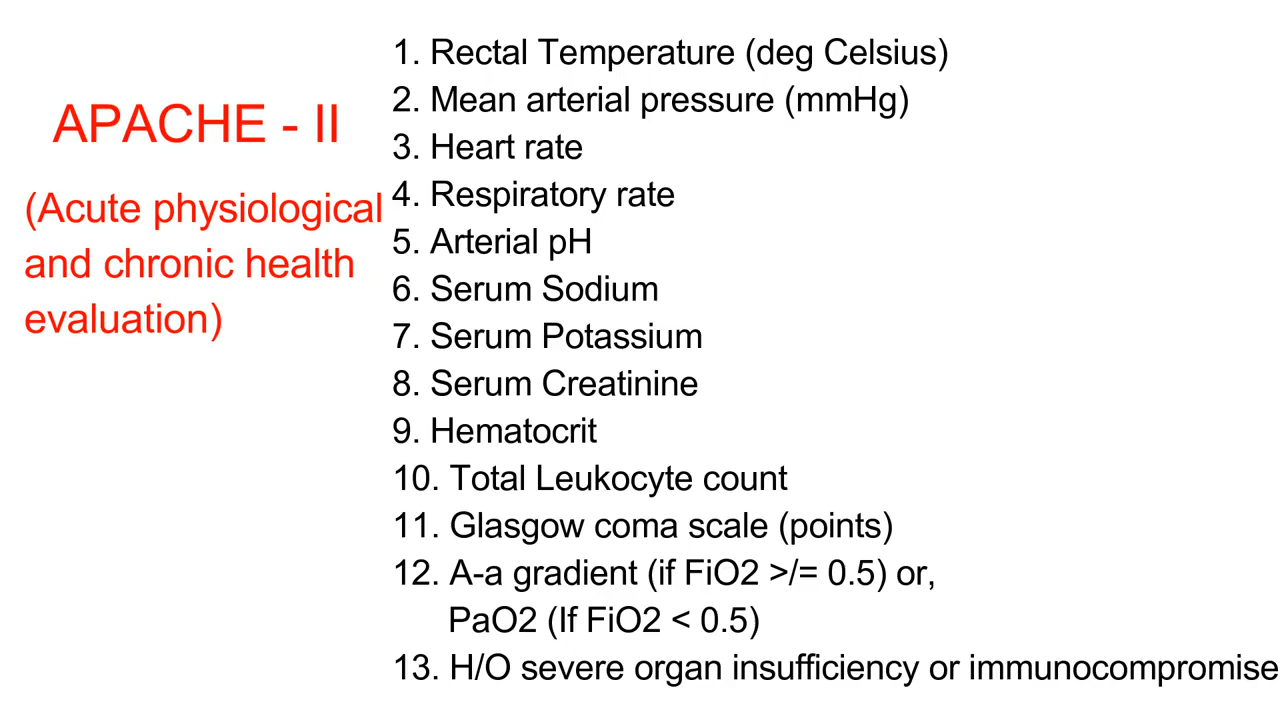 APACHE - II
(Acute physiological
and chronic health
evaluation)
1. Rectal Temperature (deg Celsius)
2. Mean arterial pressure (mmHg)
3. Heart rate
4. Respiratory rate
5. Arterial pH
6. Serum Sodium
7. Serum Potassium
8. Serum Creatinine
9. Hematocrit
10. Total Leukocyte count
11. Glasgow coma scale (points)
12. A-a gradient (if FiO2 >/= 0.5) or,
PaO2 (If FiO2 < 0.5)
13. H/O severe organ insufficiency or immunocompromise